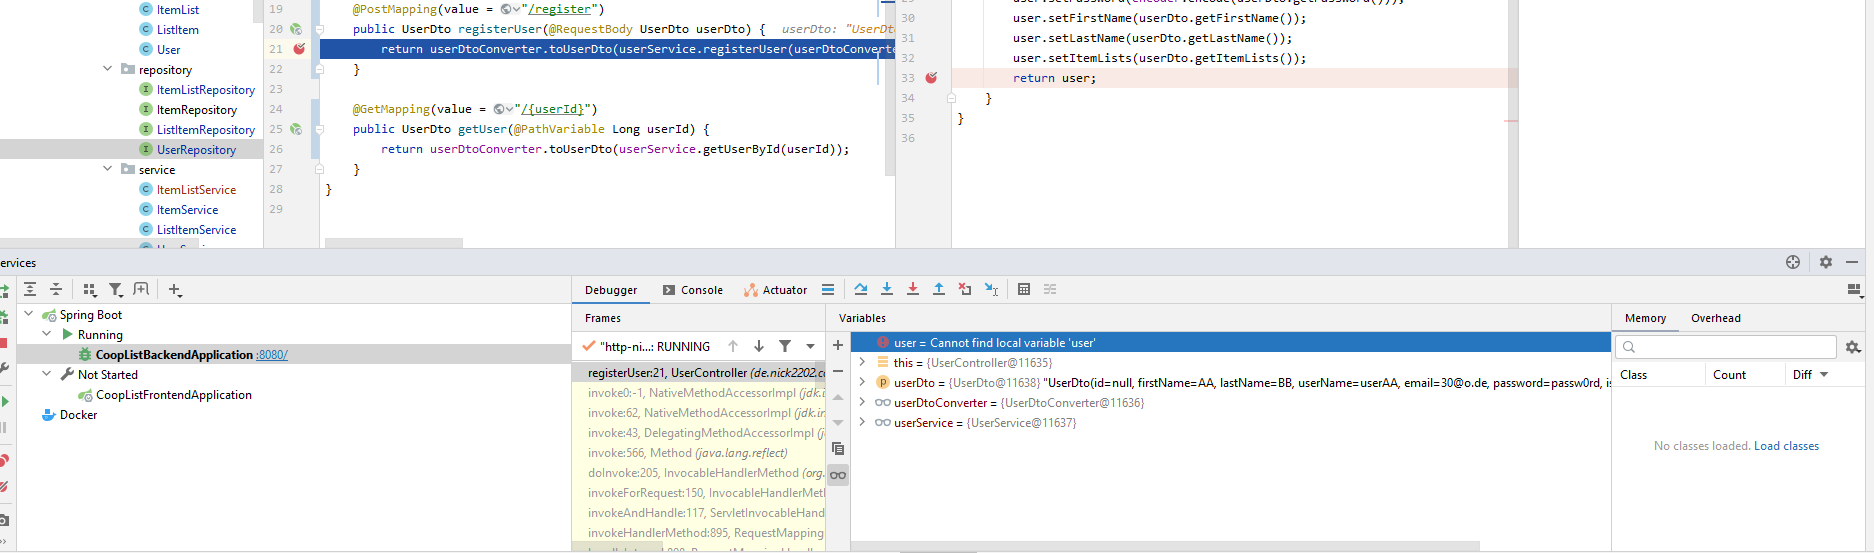 ItemList
ListItem
User
repository
ItemListRepository
ItemRepository
ListItemRepository
UserRepository
service
ItemListService
ItemService
ListItemService
19 @PostMapping(value = "/register")
20 public UserDto registerUser(@RequestBody UserDto userDto) { userDto: "UserDt
21 return userDtoConverter.toUserDto(userService.registerUser(userDtoConverte
22 }
23
24 @GetMapping(value = "/{userId}")
25 public UserDto getUser(@PathVariable Long userId) {
26 return userDtoConverter.toUserDto(userService.getUserById(userId));
27 }
28 }
29
30 user.setFirstName(userDto.getFirstName());
31 user.setLastName(userDto.getLastName());
32 user.setItemLists(userDto.getItemLists());
33 return user;
34 }
35 }
36
ervices
Spring Boot
Running
CoopListBackendApplication :8080/
Not Started
CoopListFrontendApplication
Docker
Debugger Console Actuator
Frames
"http-ni...: RUNNING
registerUser:21, UserController (de.nick2202.co
invoke0:-1, NativeMethodAccessorImpl (jdk.i
invoke:62, NativeMethodAccessorImpl (jdk.in
invoke:43, DelegatingMethodAccessorImpl (j
invoke:566, Method (java.lang.reflect)
doInvoke:205, InvocableHandlerMethod (org.
invokeForRequest:150, InvocableHandlerMeth
invokeAndHandle:117, ServletInvocableHand
invokeHandlerMethod:895, RequestMapping
Variables
user = Cannot find local variable 'user'
this = {UserController@11635}
userDto = {UserDto@11638} "UserDto(id=null, firstName=AA, lastName=BB, userName=userAA, email=30@o.de, password=passw0rd, is
userDtoConverter = {UserDtoConverter@11636}
userService = {UserService@11637}
Memory Overhead
Class Count Diff
No classes loaded. Load classes